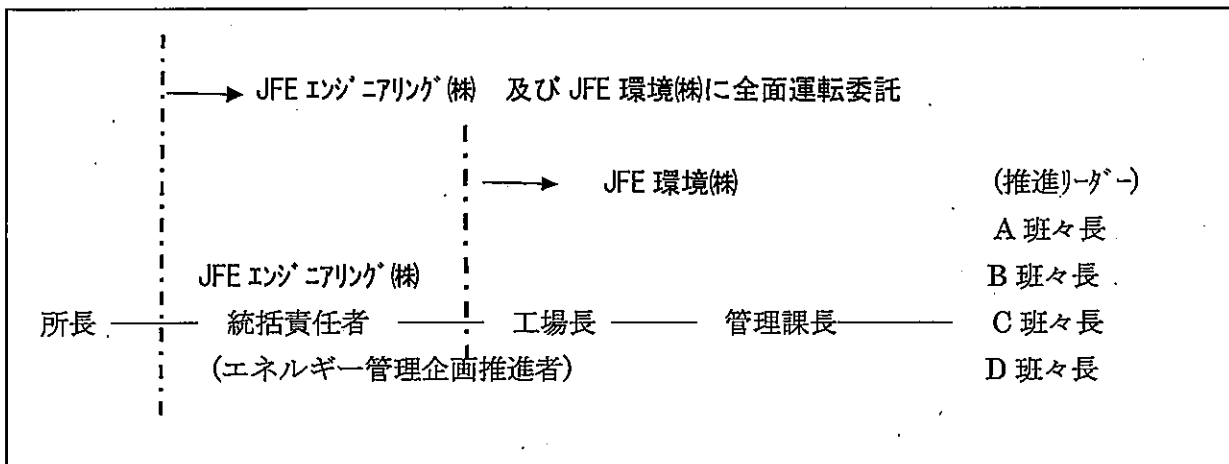 JFE エンジニアリング㈱ 及び JFE 環境㈱に全面運転委託
JFE 環境㈱ (推進リーダー)
A 班々長
JFE エンジニアリング㈱ B 班々長
所長 統括責任者 工場長 管理課長 C 班々長
(エネルギー管理企画推進者) D 班々長